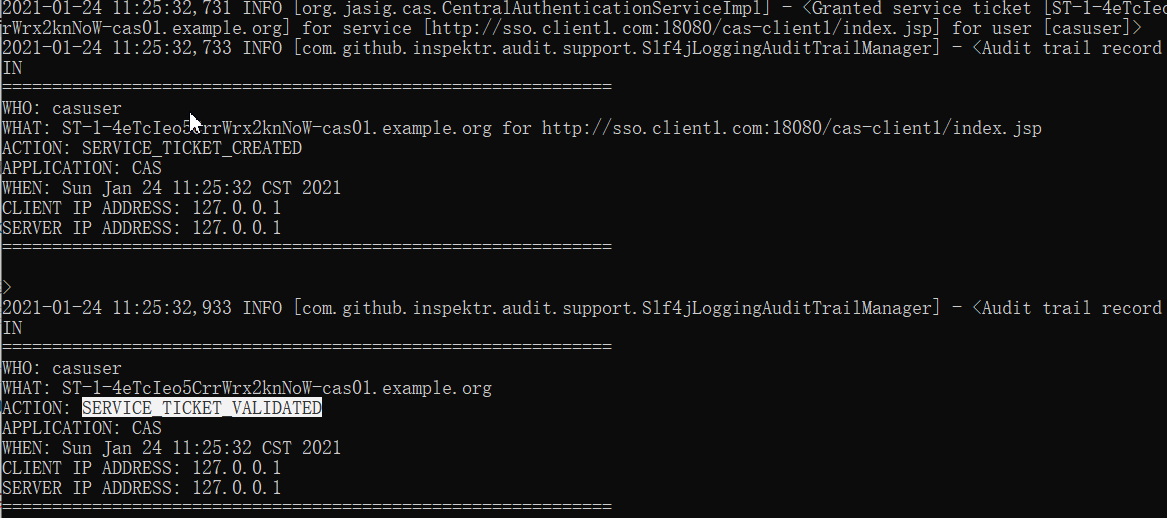 2021-01-24 11:25:32,731 INFO [org.jasig.cas.CentralAuthenticationServiceImpl] - <Granted service ticket [ST-1-4eTcIeo
rWrx2knNoW-cas01.example.org] for service [http://sso.client1.com:18080/cas-client1/index.jsp] for user [casuser]>
2021-01-24 11:25:32,733 INFO [com.github.inspektr.audit.support.Slf4jLoggingAuditTrailManager] - <Audit trail record
IN
=============================================================
WHO: casuser
WHAT: ST-1-4eTcIeo5CrrWrx2knNoW-cas01.example.org for http://sso.client1.com:18080/cas-client1/index.jsp
ACTION: SERVICE_TICKET_CREATED
APPLICATION: CAS
WHEN: Sun Jan 24 11:25:32 CST 2021
CLIENT IP ADDRESS: 127.0.0.1
SERVER IP ADDRESS: 127.0.0.1
=============================================================
>
2021-01-24 11:25:32,933 INFO [com.github.inspektr.audit.support.Slf4jLoggingAuditTrailManager] - <Audit trail record
IN
=============================================================
WHO: casuser
WHAT: ST-1-4eTcIeo5CrrWrx2knNoW-cas01.example.org
ACTION: SERVICE_TICKET_VALIDATED
APPLICATION: CAS
WHEN: Sun Jan 24 11:25:32 CST 2021
CLIENT IP ADDRESS: 127.0.0.1
SERVER IP ADDRESS: 127.0.0.1
=============================================================